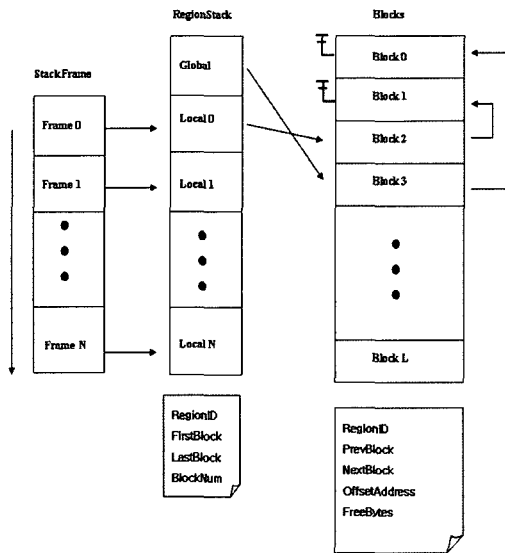 StackFrame
Frame 0
Frame 1
Frame N
RegionStack
Global
Local 0
Local 1
Local N
RegionID
FirstBlock
LastBlock
BlockNum
Blocks
Block 0
Block 1
Block 2
Block 3
Block L
RegionID
PrevBlock
NextBlock
OffsetAddress
FreeBytes